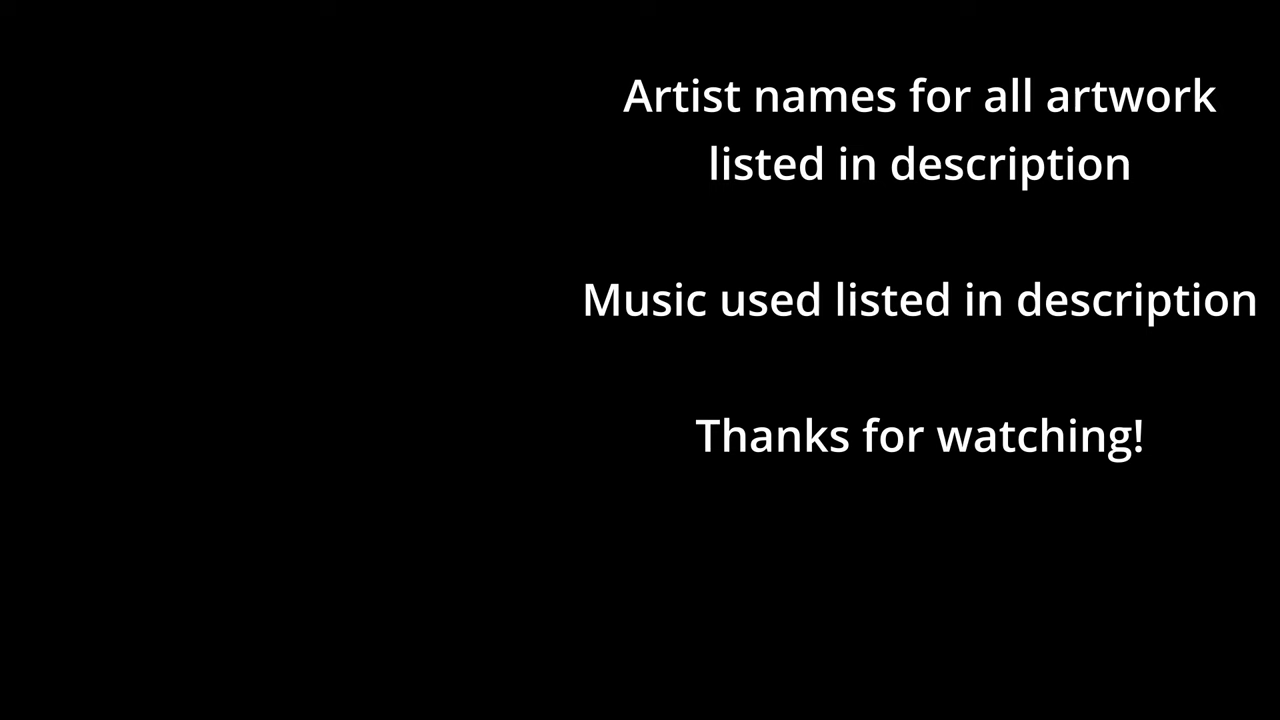 Artist names for all artwork
listed in description
Music used listed in description
Thanks for watching!